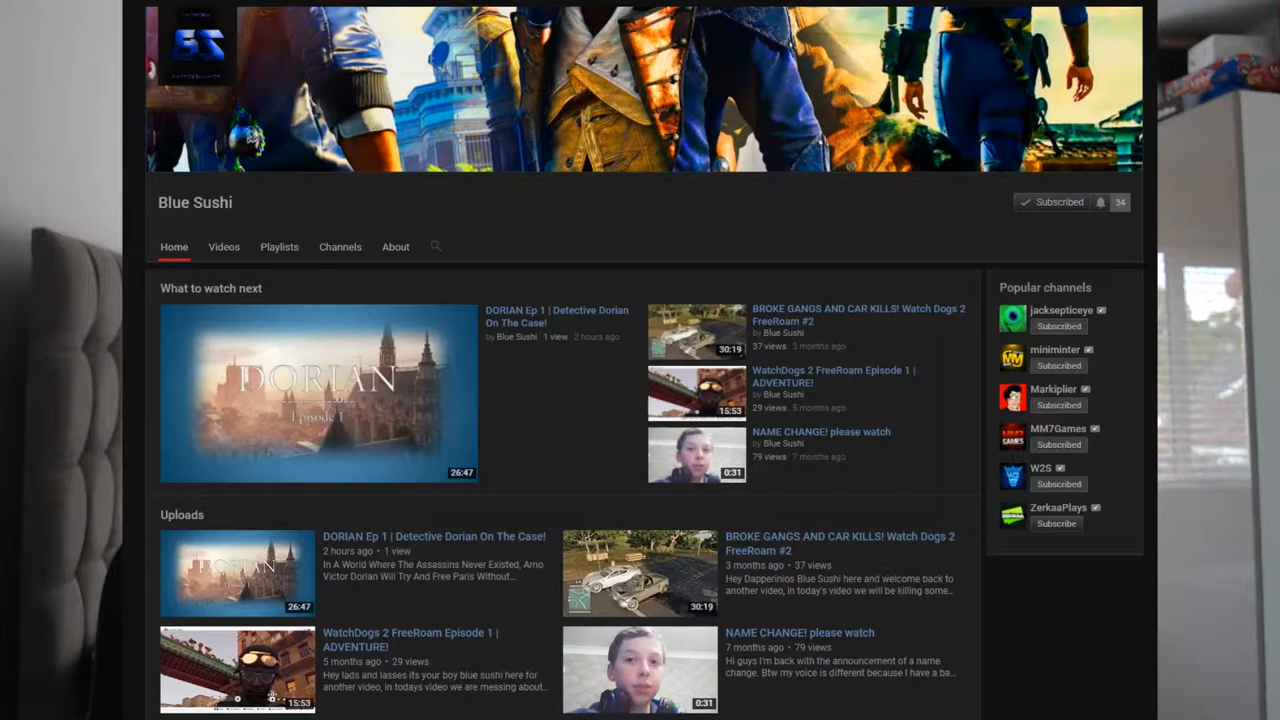 Blue Sushi
Subscribed 34
Home Videos Playlists Channels About
What to watch next
DORIAN
Episode 1
26:47
DORIAN Ep 1 | Detective Dorian
On The Case!
by Blue Sushi 1 view 2 hours ago
30:19
BROKE GANGS AND CAR KILLS! Watch Dogs 2
FreeRoam #2
by Blue Sushi
37 views 3 months ago
15:53
WatchDogs 2 FreeRoam Episode 1 |
ADVENTURE!
by Blue Sushi
29 views 5 months ago
0:31
NAME CHANGE! please watch
by Blue Sushi
79 views 7 months ago
Popular channels
jacksepticeye
Subscribed
miniminter
Subscribed
Markiplier
Subscribed
MM7Games
Subscribed
W2S
Subscribed
ZerkaaPlays
Subscribe
Uploads
DORIAN
26:47
DORIAN Ep 1 | Detective Dorian On The Case!
2 hours ago • 1 view
In A World Where The Assassins Never Existed, Arno
Victor Dorian Will Try And Free Paris Without...
30:19
BROKE GANGS AND CAR KILLS! Watch Dogs 2
FreeRoam #2
3 months ago • 37 views
Hey Dapperinios Blue Sushi here and welcome back to
another video, in today's video we will be killing some...
15:53
WatchDogs 2 FreeRoam Episode 1 |
ADVENTURE!
5 months ago • 29 views
Hey lads and lasses its your boy blue sushi here for
another video, in todays video we are messing about...
0:31
NAME CHANGE! please watch
7 months ago • 79 views
Hi guys I'm back with the announcement of a name
change. Btw my voice is different because I have a ba...